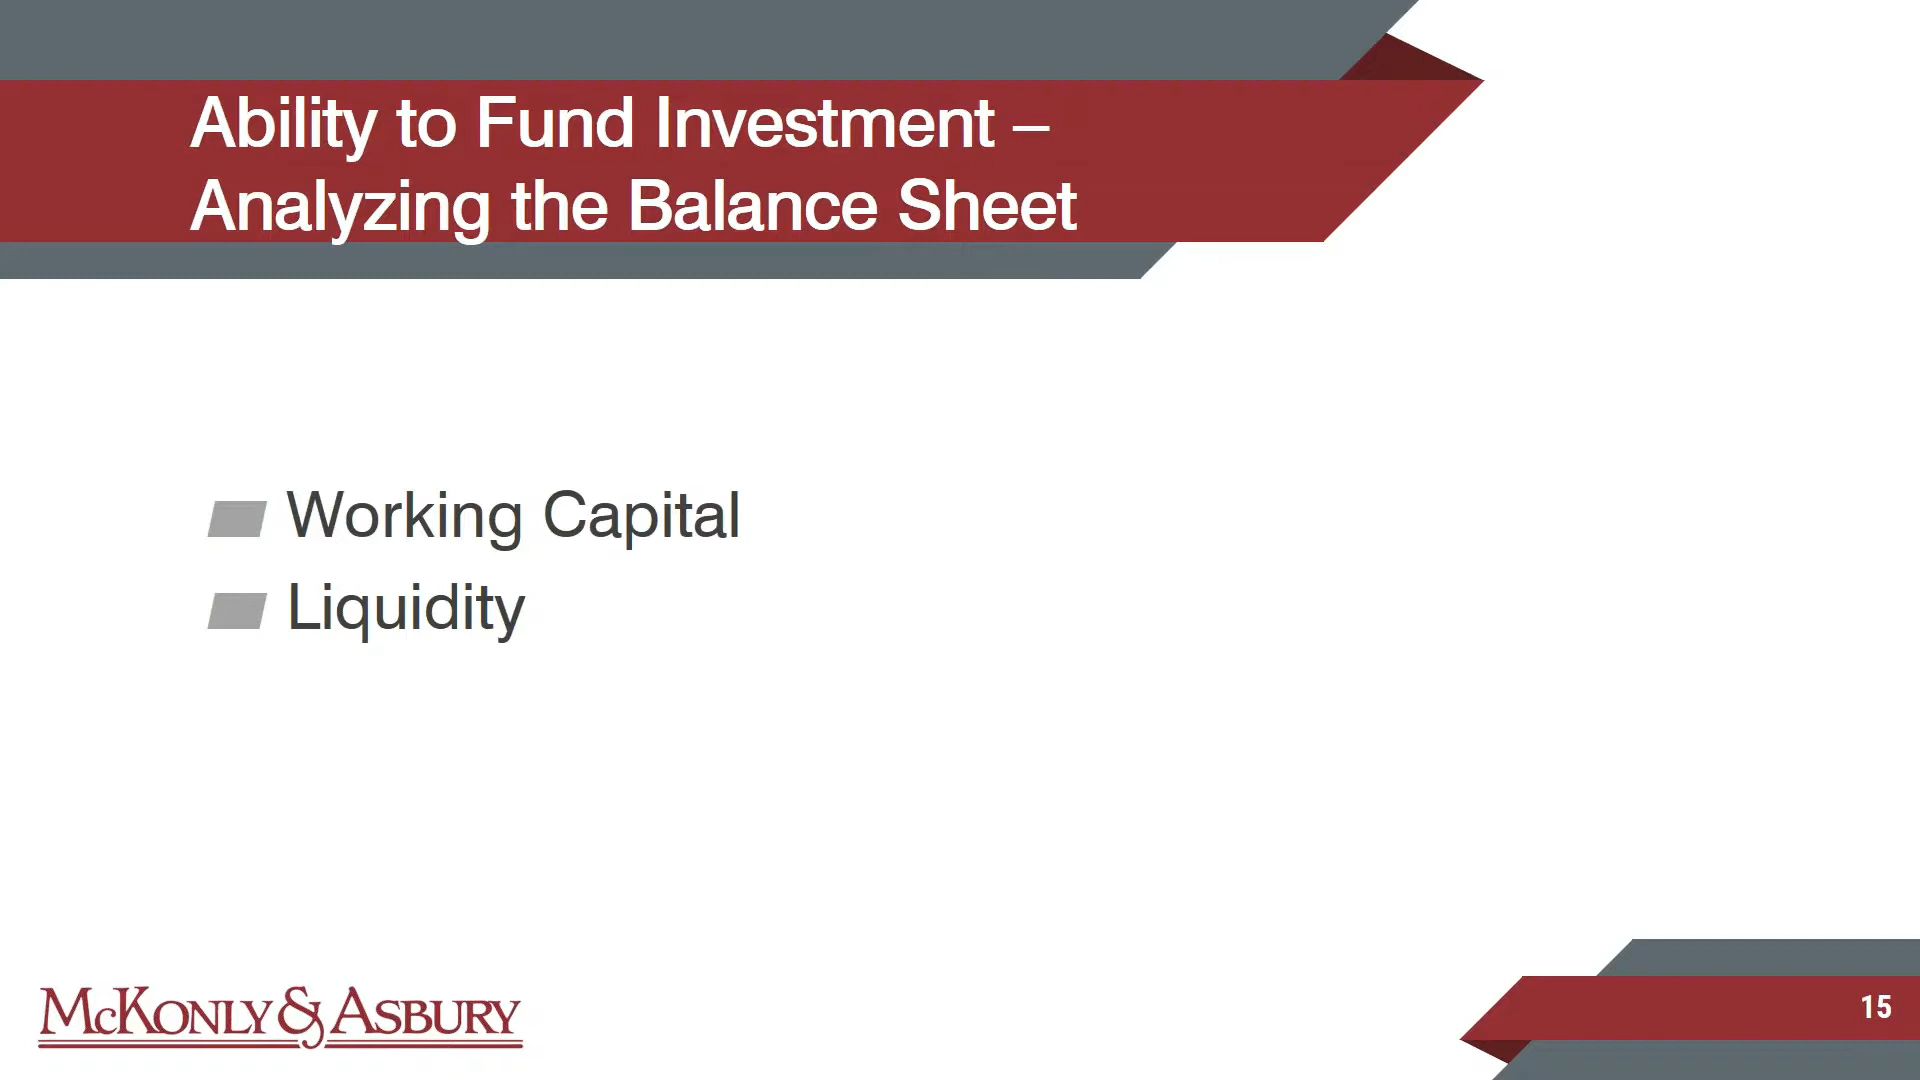 Ability to Fund Investment –
Analyzing the Balance Sheet
Working Capital
Liquidity
McKonly & Asbury
15